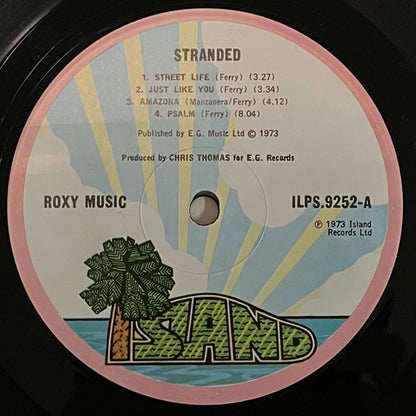 STRANDED
1. STREET LIFE (Ferry) (3.27)
2. JUST LIKE YOU (Ferry) (3.34)
3. AMAZONA (Manzanera/Ferry) (4.12)
4. PSALM (Ferry) (8.04)
Published by E.G. Music Ltd © 1973
Produced by CHRIS THOMAS for E.G. Records
ROXY MUSIC
ILPS.9252-A
℗ 1973 Island
Records Ltd
ISLAND